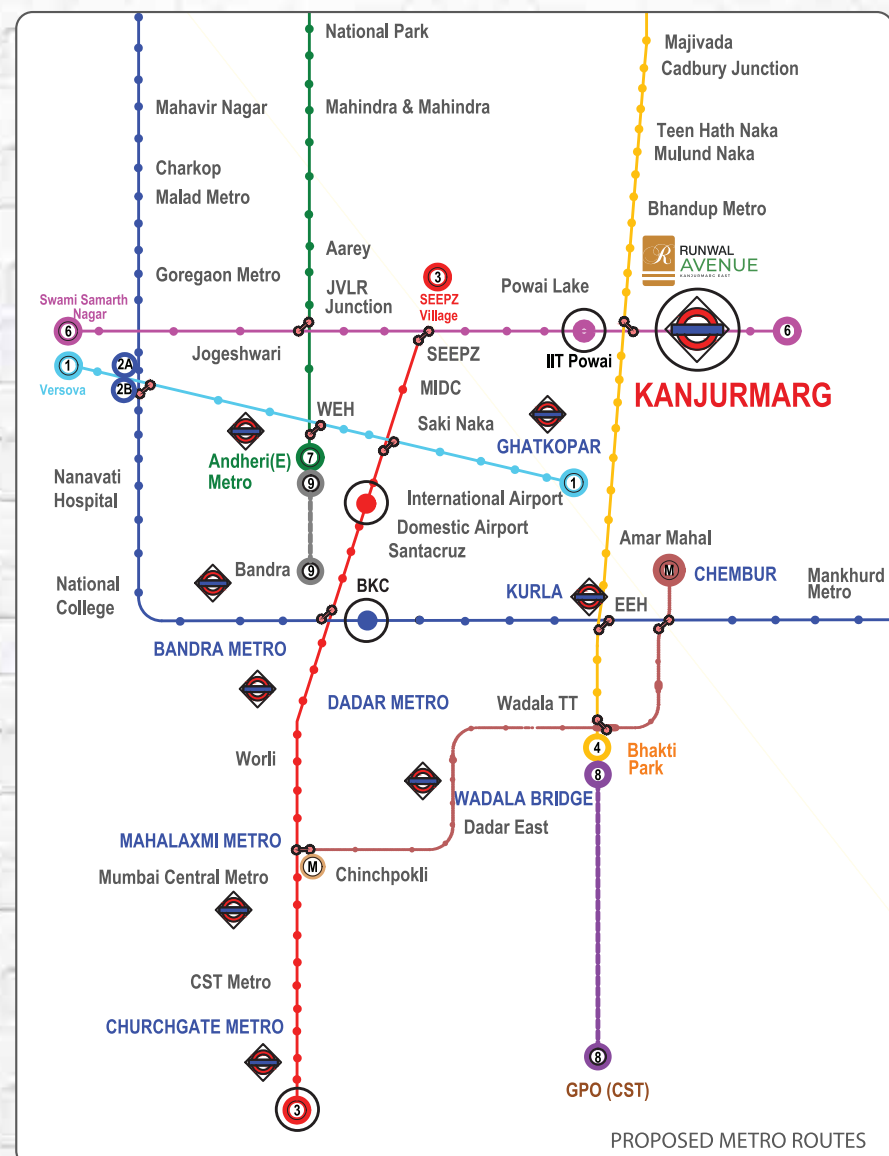 National Park
Majivada
Cadbury Junction
Mahavir Nagar
Mahindra & Mahindra
Teen Hath Naka
Mulund Naka
Charkop
Malad Metro
Bhandup Metro
Aarey
R
RUNWAL
AVENUE
KANJURMARG EAST
Goregaon Metro
3
SEEPZ
Village
Powai Lake
JVLR
Junction
Swami Samarth
Nagar
6
6
Jogeshwari
SEEPZ
IIT Powai
1
Versova
2A
2B
MIDC
KANJURMARG
WEH
Saki Naka
GHATKOPAR
Andheri(E)
Metro
7
9
1
Nanavati
Hospital
International Airport
Domestic Airport
Santacruz
Amar Mahal
Bandra
9
M
CHEMBUR
National
College
BKC
KURLA
EEH
Mankhurd
Metro
BANDRA METRO
DADAR METRO
Wadala TT
Worli
4
Bhakti
Park
8
WADALA BRIDGE
Dadar East
MAHALAXMI METRO
M
Chinchpokli
Mumbai Central Metro
CST Metro
CHURCHGATE METRO
8
GPO (CST)
3
PROPOSED METRO ROUTES